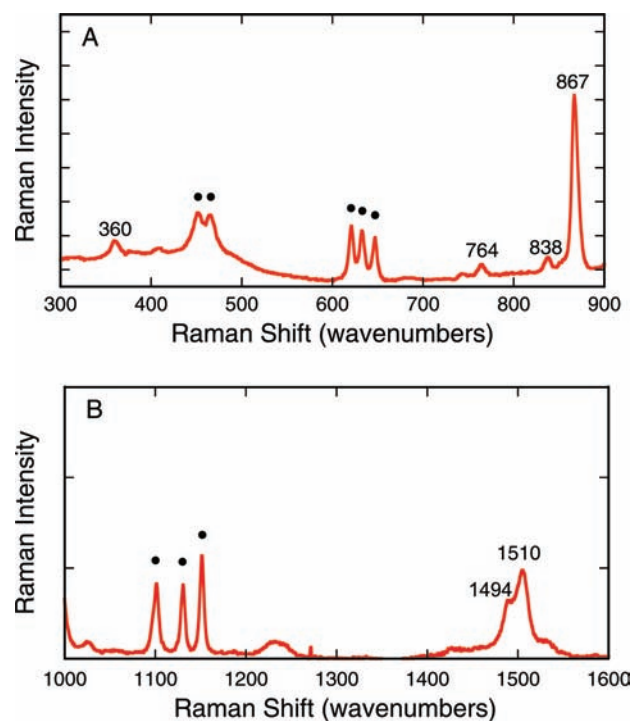 A
Raman Intensity
867
360
764
838
300 400 500 600 700 800 900
Raman Shift (wavenumbers)
B
Raman Intensity
1510
1494
1000 1100 1200 1300 1400 1500 1600
Raman Shift (wavenumbers)